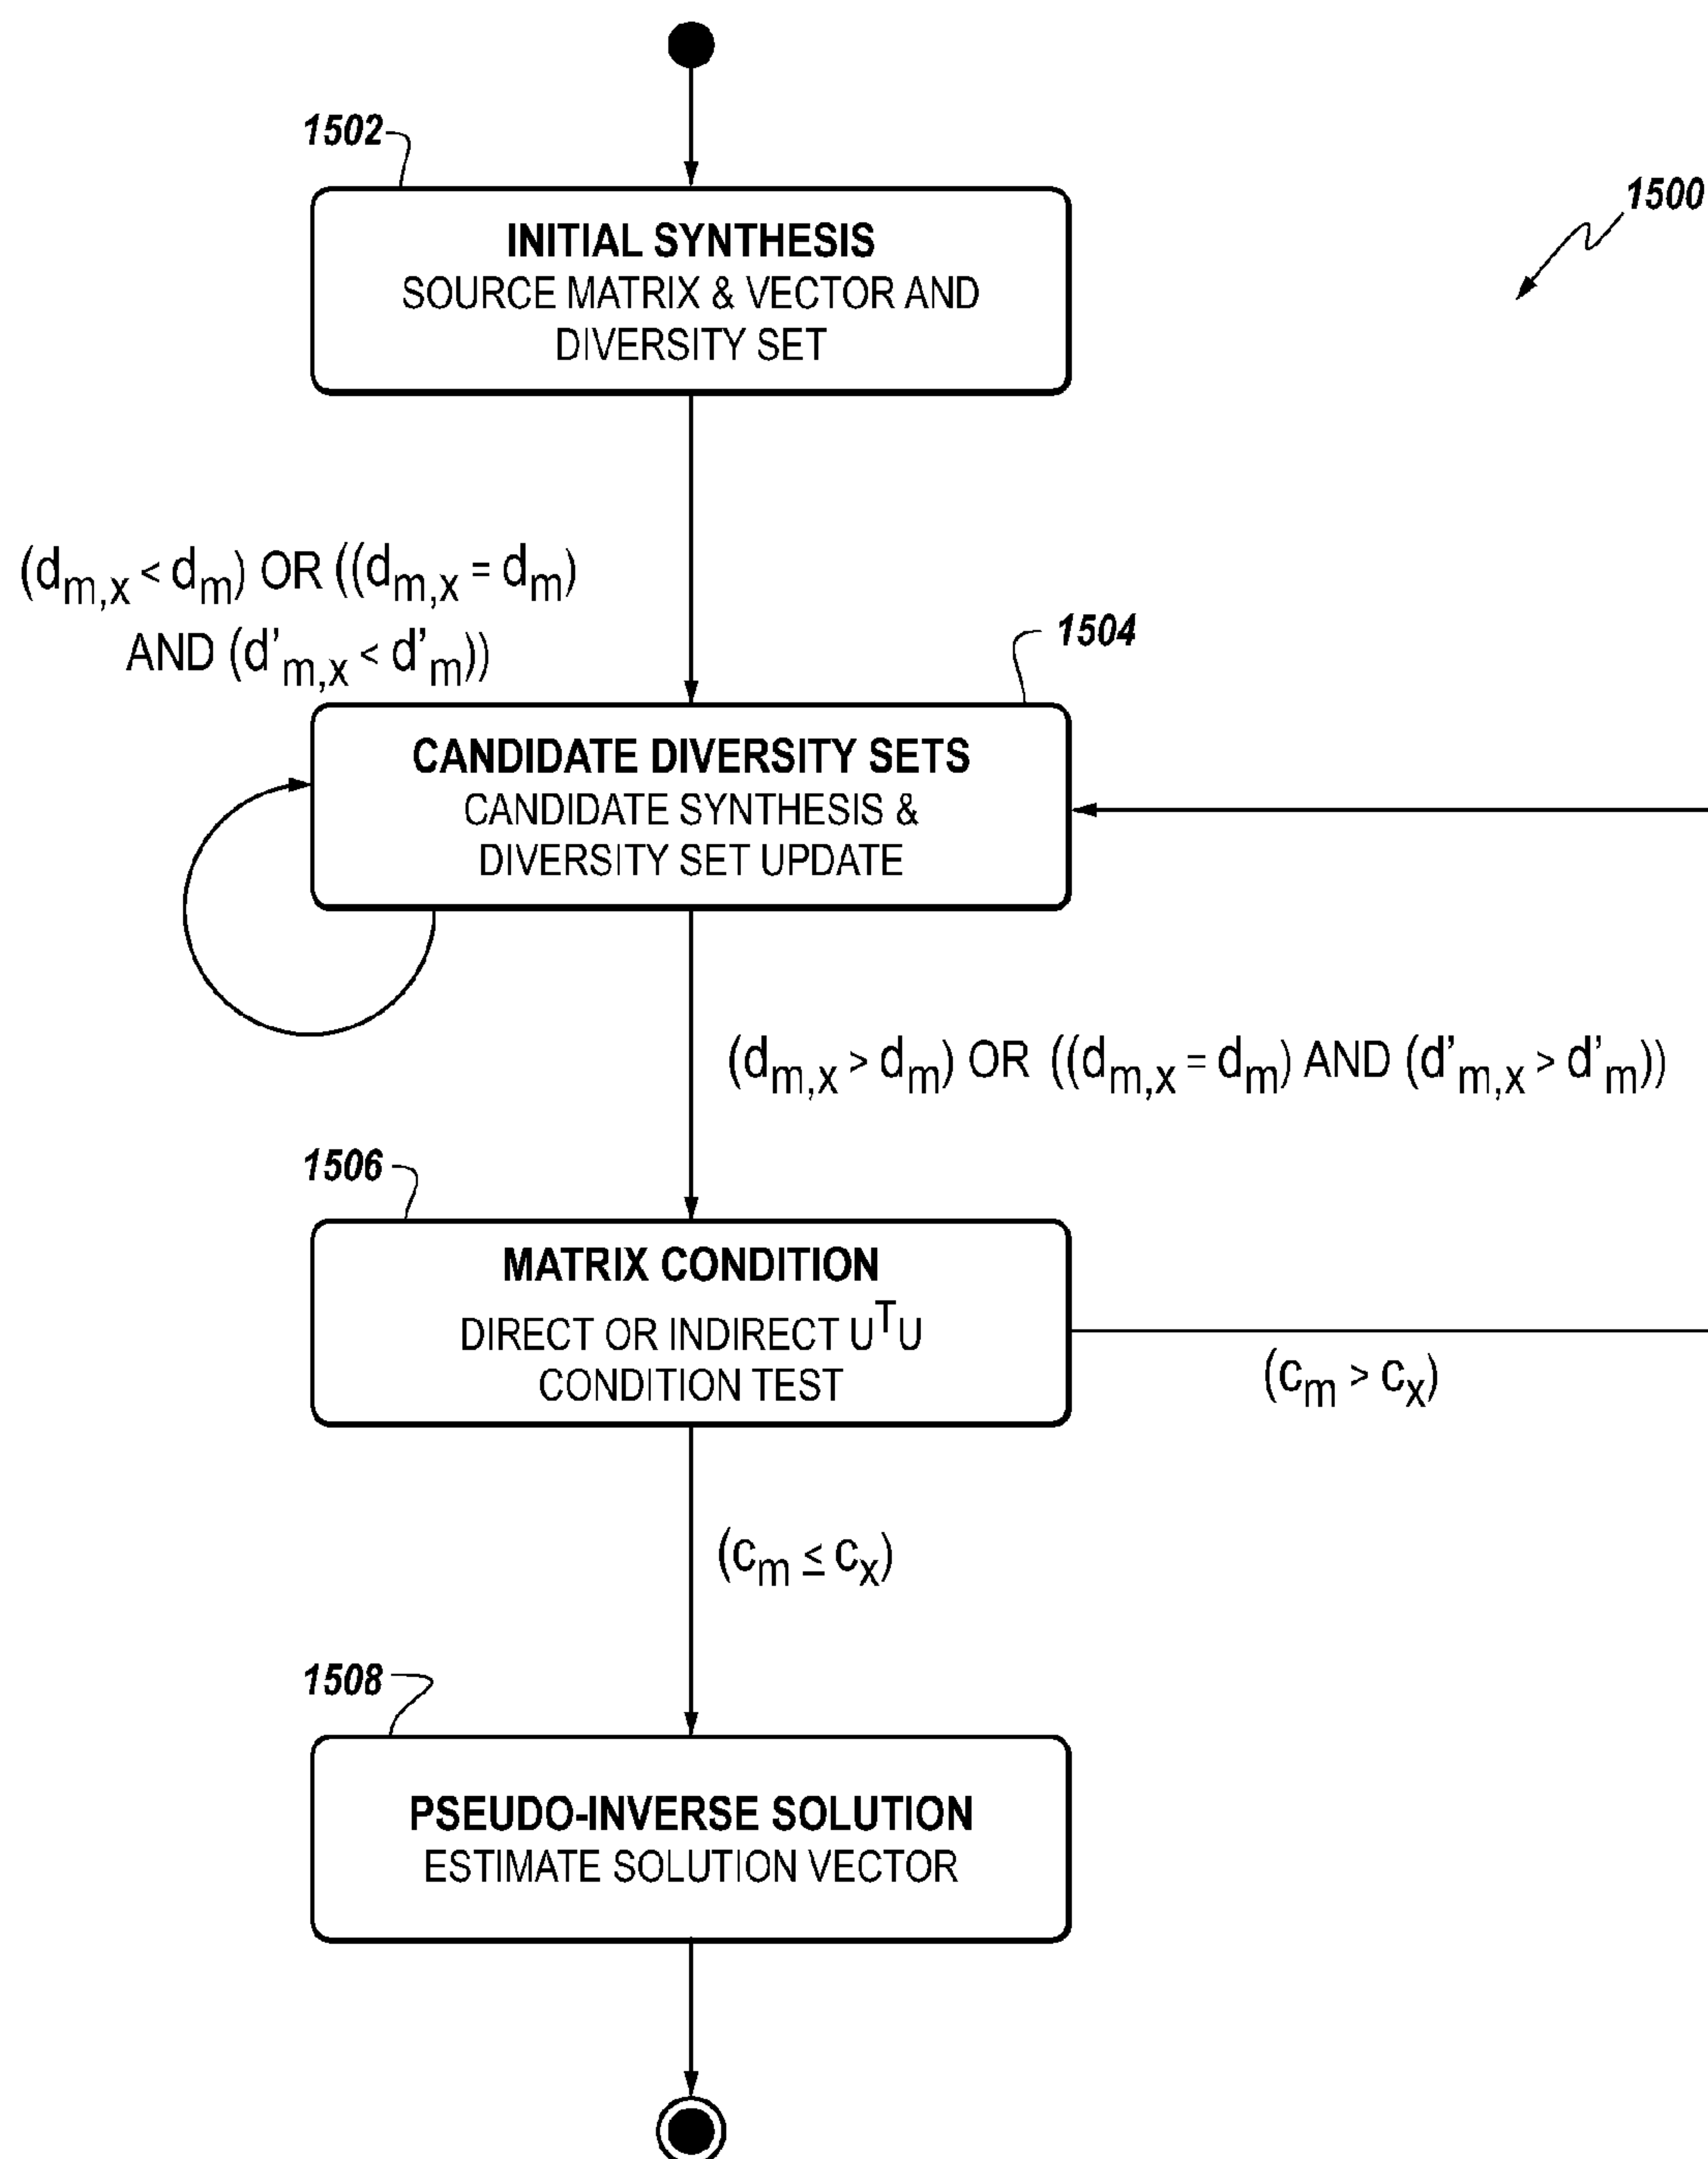 1502
1500
INITIAL SYNTHESIS
SOURCE MATRIX & VECTOR AND
DIVERSITY SET
(dm,x < dm) OR ((dm,x = dm)
AND (d'm,x < d'm))
1504
CANDIDATE DIVERSITY SETS
CANDIDATE SYNTHESIS &
DIVERSITY SET UPDATE
(dm,x > dm) OR ((dm,x = dm) AND (d'm,x > d'm))
1506
MATRIX CONDITION
DIRECT OR INDIRECT UᵀU
CONDITION TEST
(cm > cx)
(cm ≤ cx)
1508
PSEUDO-INVERSE SOLUTION
ESTIMATE SOLUTION VECTOR